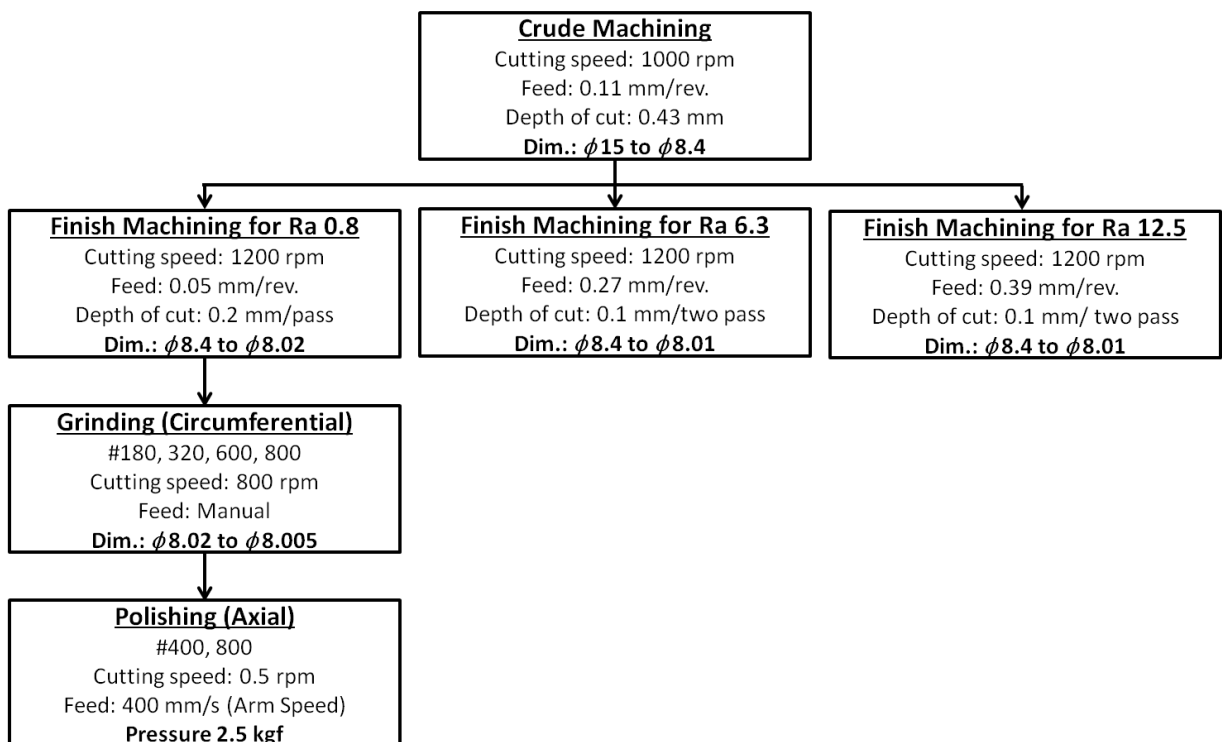 Crude Machining
Cutting speed: 1000 rpm
Feed: 0.11 mm/rev.
Depth of cut: 0.43 mm
Dim.: ϕ15 to ϕ8.4
Finish Machining for Ra 0.8
Cutting speed: 1200 rpm
Feed: 0.05 mm/rev.
Depth of cut: 0.2 mm/pass
Dim.: ϕ8.4 to ϕ8.02
Finish Machining for Ra 6.3
Cutting speed: 1200 rpm
Feed: 0.27 mm/rev.
Depth of cut: 0.1 mm/two pass
Dim.: ϕ8.4 to ϕ8.01
Finish Machining for Ra 12.5
Cutting speed: 1200 rpm
Feed: 0.39 mm/rev.
Depth of cut: 0.1 mm/ two pass
Dim.: ϕ8.4 to ϕ8.01
Grinding (Circumferential)
#180, 320, 600, 800
Cutting speed: 800 rpm
Feed: Manual
Dim.: ϕ8.02 to ϕ8.005
Polishing (Axial)
#400, 800
Cutting speed: 0.5 rpm
Feed: 400 mm/s (Arm Speed)
Pressure 2.5 kgf